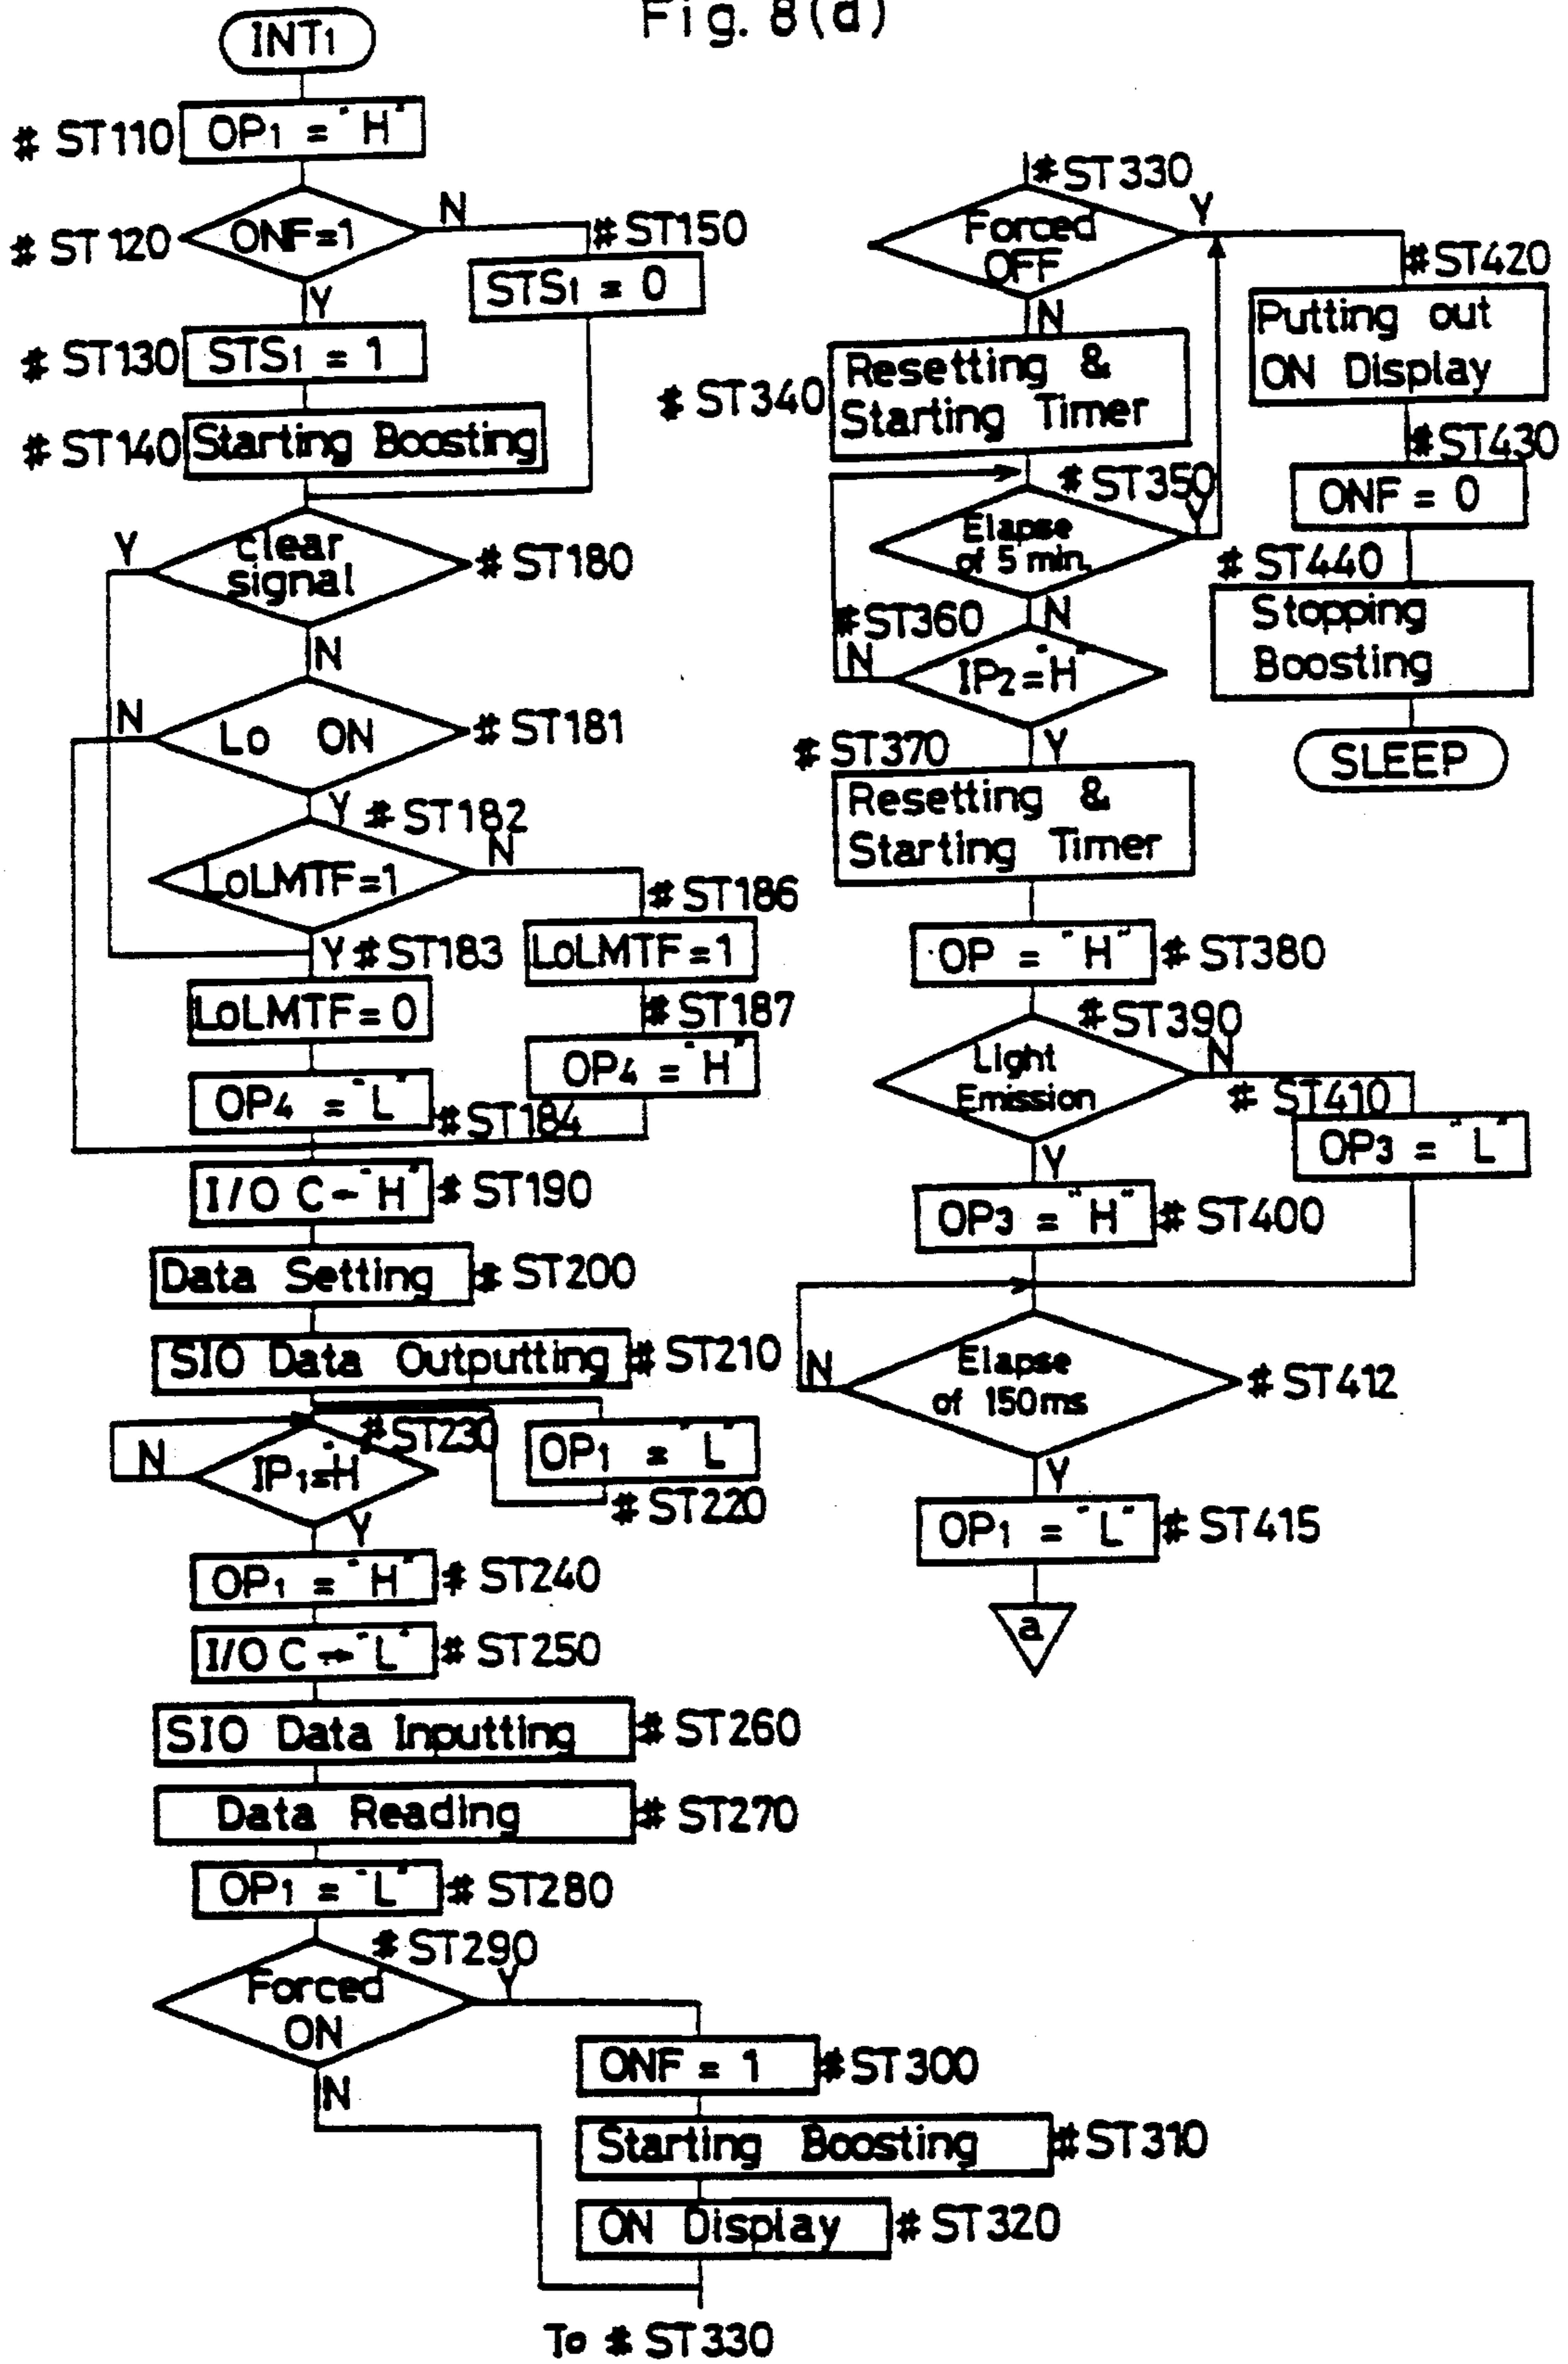 Fig. 8(d)
INT1
# ST110
OP1 = "H"
# ST120
ONF=1
N
Y
# ST150
STS1 = 0
# ST130
STS1 = 1
# ST140
Starting Boosting
Y
clear
signal
# ST180
N
N
Lo ON
# ST181
Y
# ST182
LoLMTF=1
N
Y
# ST183
LoLMTF=0
# ST186
LoLMTF=1
# ST187
OP4 = "H"
OP4 = "L"
# ST184
I/O C - "H"
# ST190
Data Setting
# ST200
SIO Data Outputting
# ST210
# ST230
N
IP1="H"
OP1 = "L"
# ST220
Y
OP1 = "H"
# ST240
I/O C → "L"
# ST250
SIO Data Inputting
# ST260
Data Reading
# ST270
OP1 = "L"
# ST280
# ST290
Forced
ON
Y
N
ONF = 1
# ST300
Starting Boosting
# ST310
ON Display
# ST320
To # ST330
# ST330
Forced
OFF
Y
N
# ST340
Resetting &
Starting Timer
# ST350
Elapse
of 5 min.
Y
N
# ST360
N
IP2="H"
Y
# ST370
Resetting &
Starting Timer
OP = "H"
# ST380
# ST390
Light
Emission
N
Y
# ST410
OP3 = "L"
OP3 = "H"
# ST400
N
Elapse
of 150ms
# ST412
Y
OP1 = "L"
# ST415
a
# ST420
Putting out
ON Display
# ST430
ONF = 0
# ST440
Stopping
Boosting
SLEEP